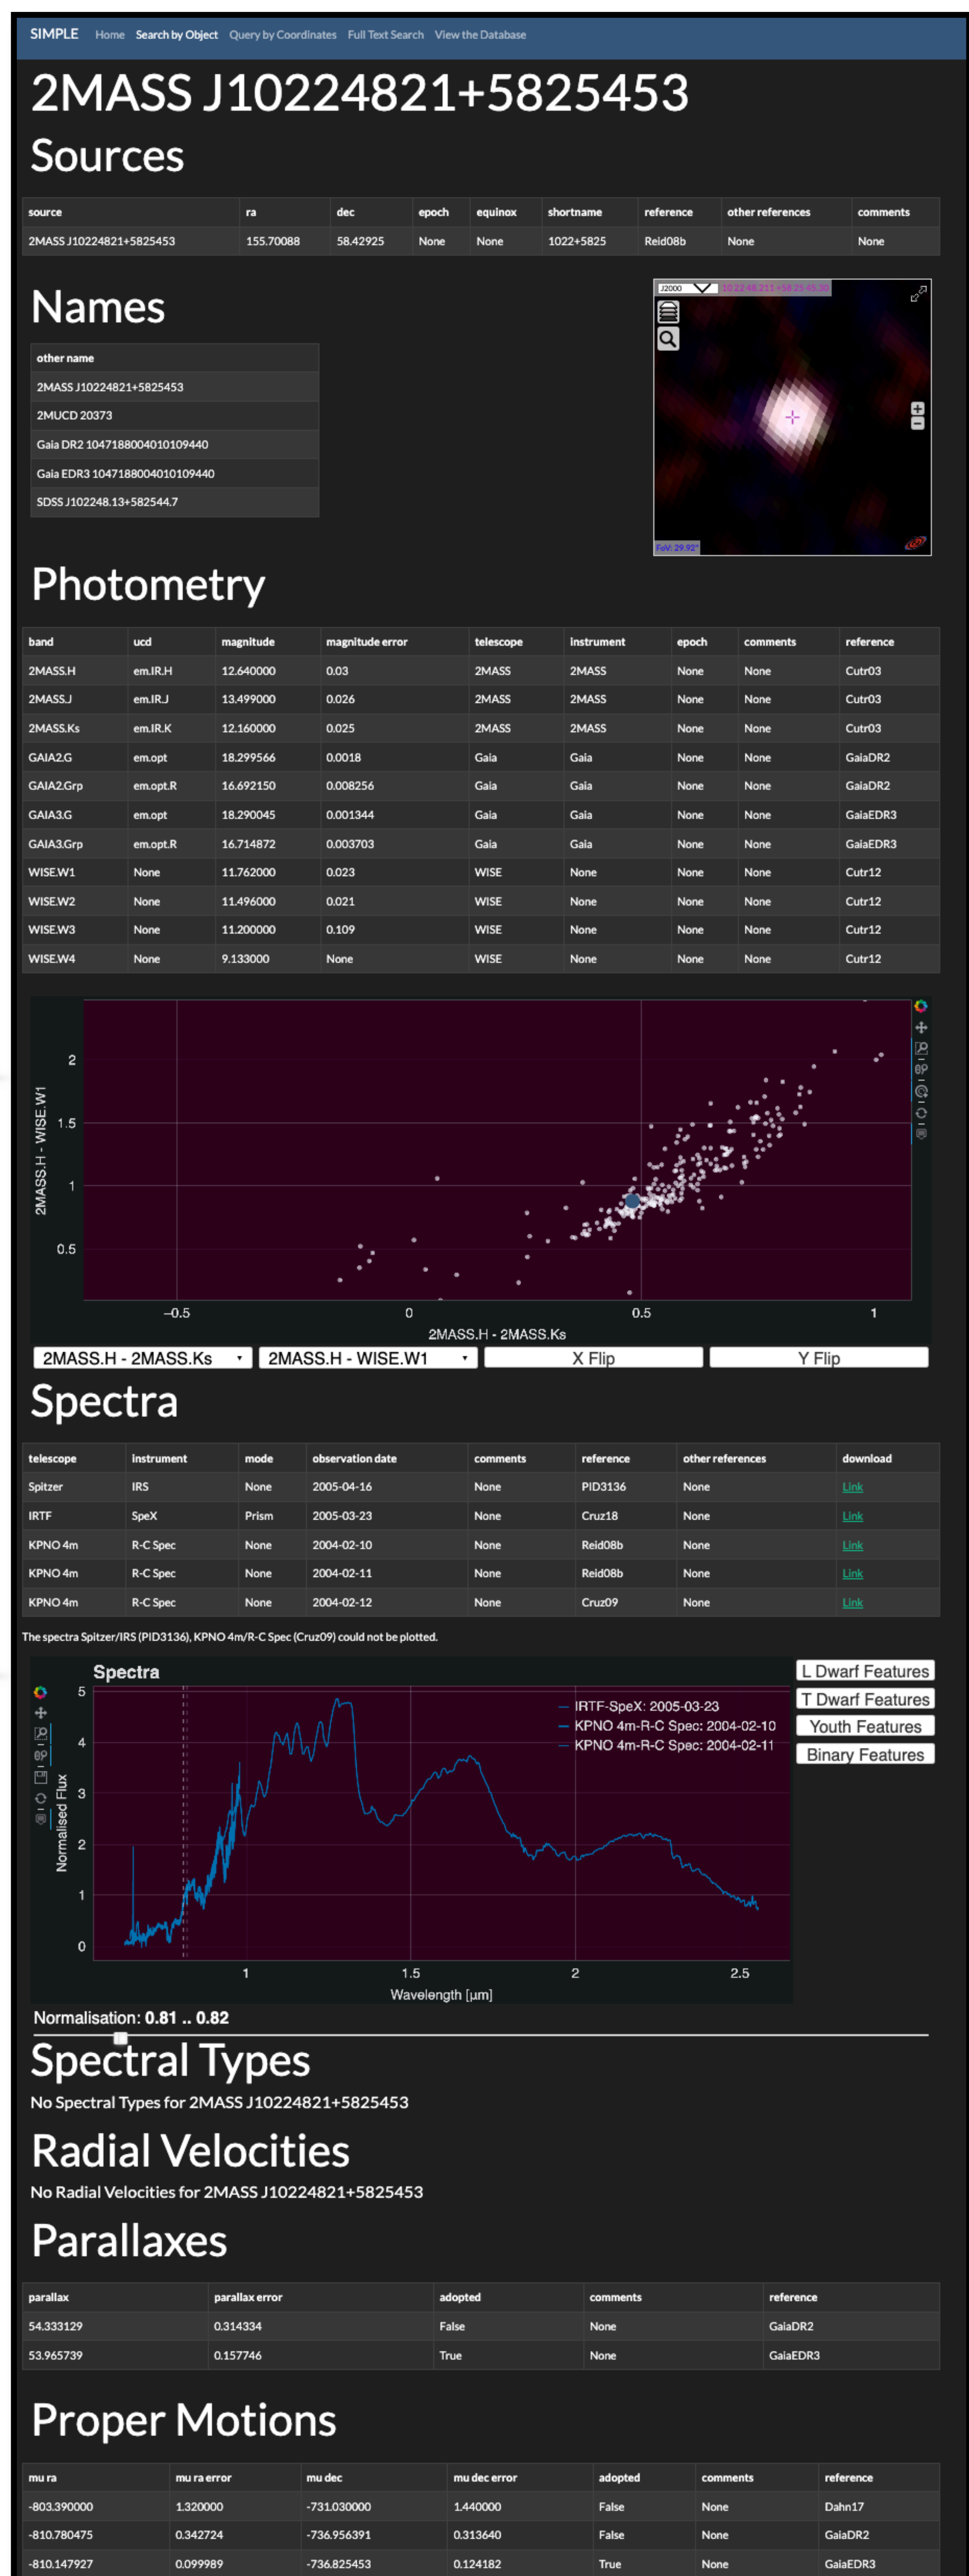 SIMPLE Home Search by Object Query by Coordinates Full Text Search View the Database
2MASS J10224821+5825453
Sources
source ra dec epoch equinox shortname reference other references comments
2MASS J10224821+5825453 155.70088 58.42925 None None 1022+5825 Reid08b None None
Names
other name
2MASS J10224821+5825453
2MUCD 20373
Gaia DR2 1047188004010109440
Gaia EDR3 1047188004010109440
SDSS J102248.13+582544.7
J2000 10 22 48.211 +58 25 45.30
FoV: 29.92"
Photometry
band ucd magnitude magnitude error telescope instrument epoch comments reference
2MASS.H em.IR.H 12.640000 0.03 2MASS 2MASS None None Cutr03
2MASS.J em.IR.J 13.499000 0.026 2MASS 2MASS None None Cutr03
2MASS.Ks em.IR.K 12.160000 0.025 2MASS 2MASS None None Cutr03
GAIA2.G em.opt 18.299566 0.0018 Gaia Gaia None None GaiaDR2
GAIA2.Grp em.opt.R 16.692150 0.008256 Gaia Gaia None None GaiaDR2
GAIA3.G em.opt 18.290045 0.001344 Gaia Gaia None None GaiaEDR3
GAIA3.Grp em.opt.R 16.714872 0.003703 Gaia Gaia None None GaiaEDR3
WISE.W1 None 11.762000 0.023 WISE None None None Cutr12
WISE.W2 None 11.496000 0.021 WISE None None None Cutr12
WISE.W3 None 11.200000 0.109 WISE None None None Cutr12
WISE.W4 None 9.133000 None WISE None None None Cutr12
2MASS.H - WISE.W1
2
1.5
1
0.5
−0.5 0 0.5 1
2MASS.H - 2MASS.Ks
2MASS.H - 2MASS.Ks 2MASS.H - WISE.W1 X Flip Y Flip
Spectra
telescope instrument mode observation date comments reference other references download
Spitzer IRS None 2005-04-16 None PID3136 None Link
IRTF SpeX Prism 2005-03-23 None Cruz18 None Link
KPNO 4m R-C Spec None 2004-02-10 None Reid08b None Link
KPNO 4m R-C Spec None 2004-02-11 None Reid08b None Link
KPNO 4m R-C Spec None 2004-02-12 None Cruz09 None Link
The spectra Spitzer/IRS (PID3136), KPNO 4m/R-C Spec (Cruz09) could not be plotted.
Spectra
Normalised Flux
5
4
3
2
1
0
IRTF-SpeX: 2005-03-23
KPNO 4m-R-C Spec: 2004-02-10
KPNO 4m-R-C Spec: 2004-02-11
1 1.5 2 2.5
Wavelength [μm]
L Dwarf Features
T Dwarf Features
Youth Features
Binary Features
Normalisation: 0.81 .. 0.82
Spectral Types
No Spectral Types for 2MASS J10224821+5825453
Radial Velocities
No Radial Velocities for 2MASS J10224821+5825453
Parallaxes
parallax parallax error adopted comments reference
54.333129 0.314334 False None GaiaDR2
53.965739 0.157746 True None GaiaEDR3
Proper Motions
mu ra mu ra error mu dec mu dec error adopted comments reference
-803.390000 1.320000 -731.030000 1.440000 False None Dahn17
-810.780475 0.342724 -736.956391 0.313640 False None GaiaDR2
-810.147927 0.099989 -736.825453 0.124182 True None GaiaEDR3